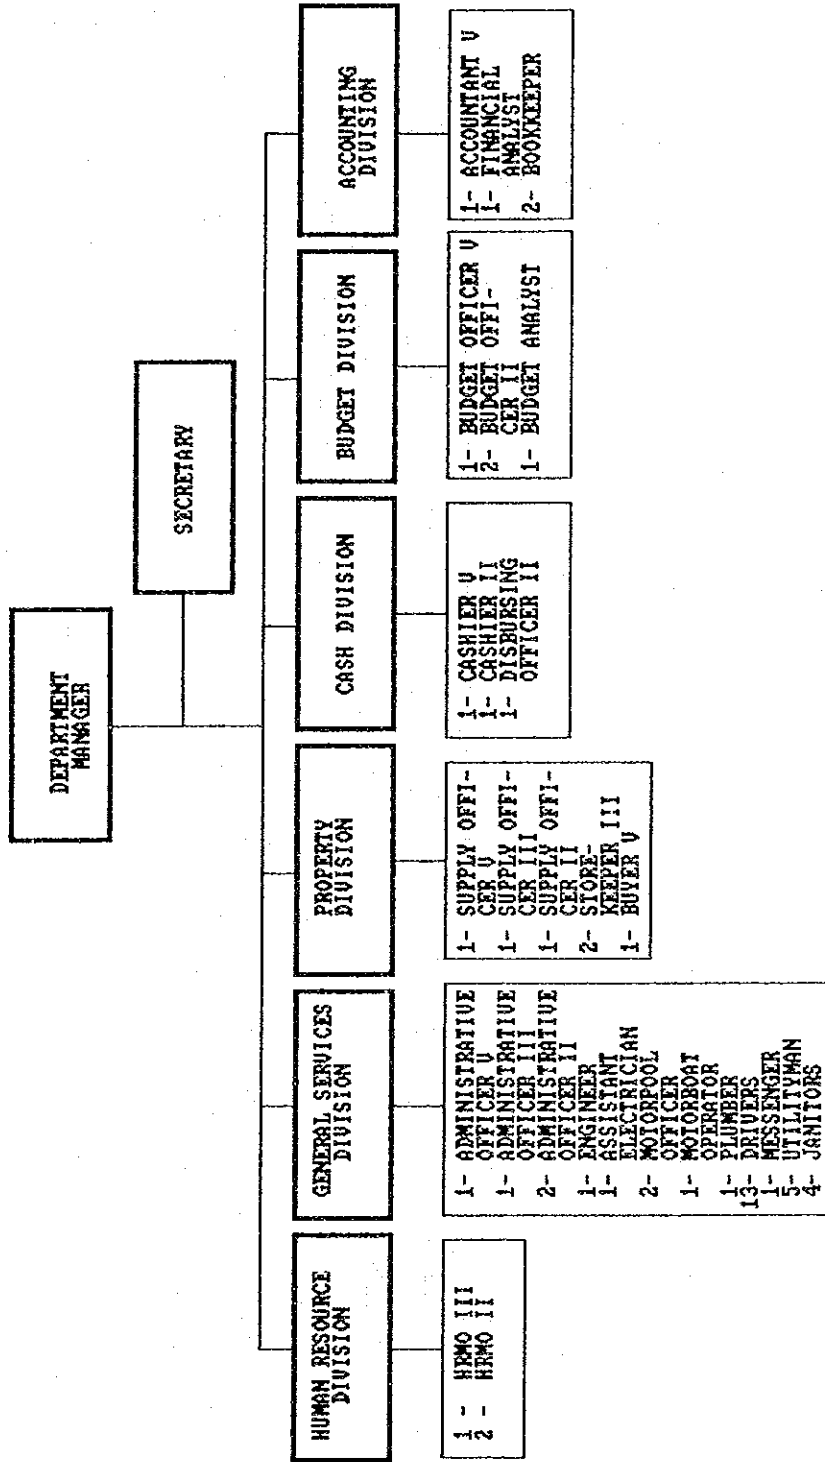 DEPARTMENT
MANAGER
SECRETARY
HUMAN RESOURCE
DIVISION
1 - HRMO III
2 - HRMO II
GENERAL SERVICES
DIVISION
1- ADMINISTRATIVE
OFFICER V
1- ADMINISTRATIVE
OFFICER III
2- ADMINISTRATIVE
OFFICER II
1- ENGINEER
1- ASSISTANT
ELECTRICIAN
2- MOTORPOOL
OFFICER
1- MOTORBOAT
OPERATOR
1- PLUMBER
13- DRIVERS
1- MESSENGER
5- UTILITYMAN
4- JANITORS
PROPERTY
DIVISION
1- SUPPLY OFFI-
CER V
1- SUPPLY OFFI-
CER III
1- SUPPLY OFFI-
CER II
2- STORE-
KEEPER III
1- BUYER V
CASH DIVISION
1- CASHIER V
1- CASHIER II
1- DISBURSING
OFFICER II
BUDGET DIVISION
1- BUDGET OFFICER V
2- BUDGET OFFI-
CER II
1- BUDGET ANALYST
ACCOUNTING
DIVISION
1- ACCOUNTANT V
1- FINANCIAL
ANALYST
2- BOOKKEEPER